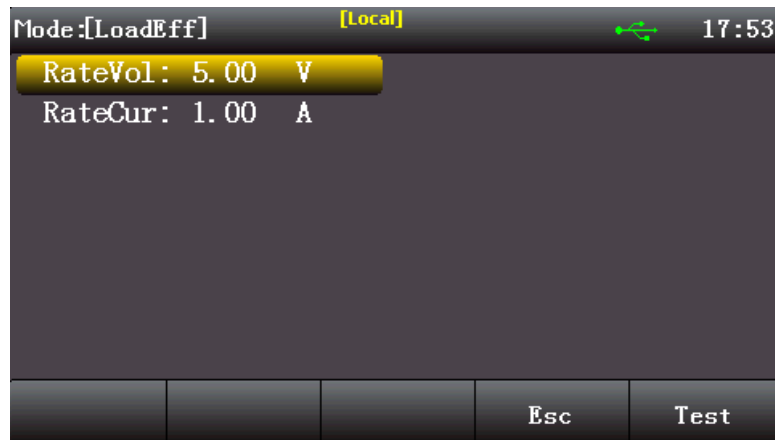 Mode:[LoadEff] [Local] 17:53
RateVol: 5.00 V
RateCur: 1.00 A
Esc Test